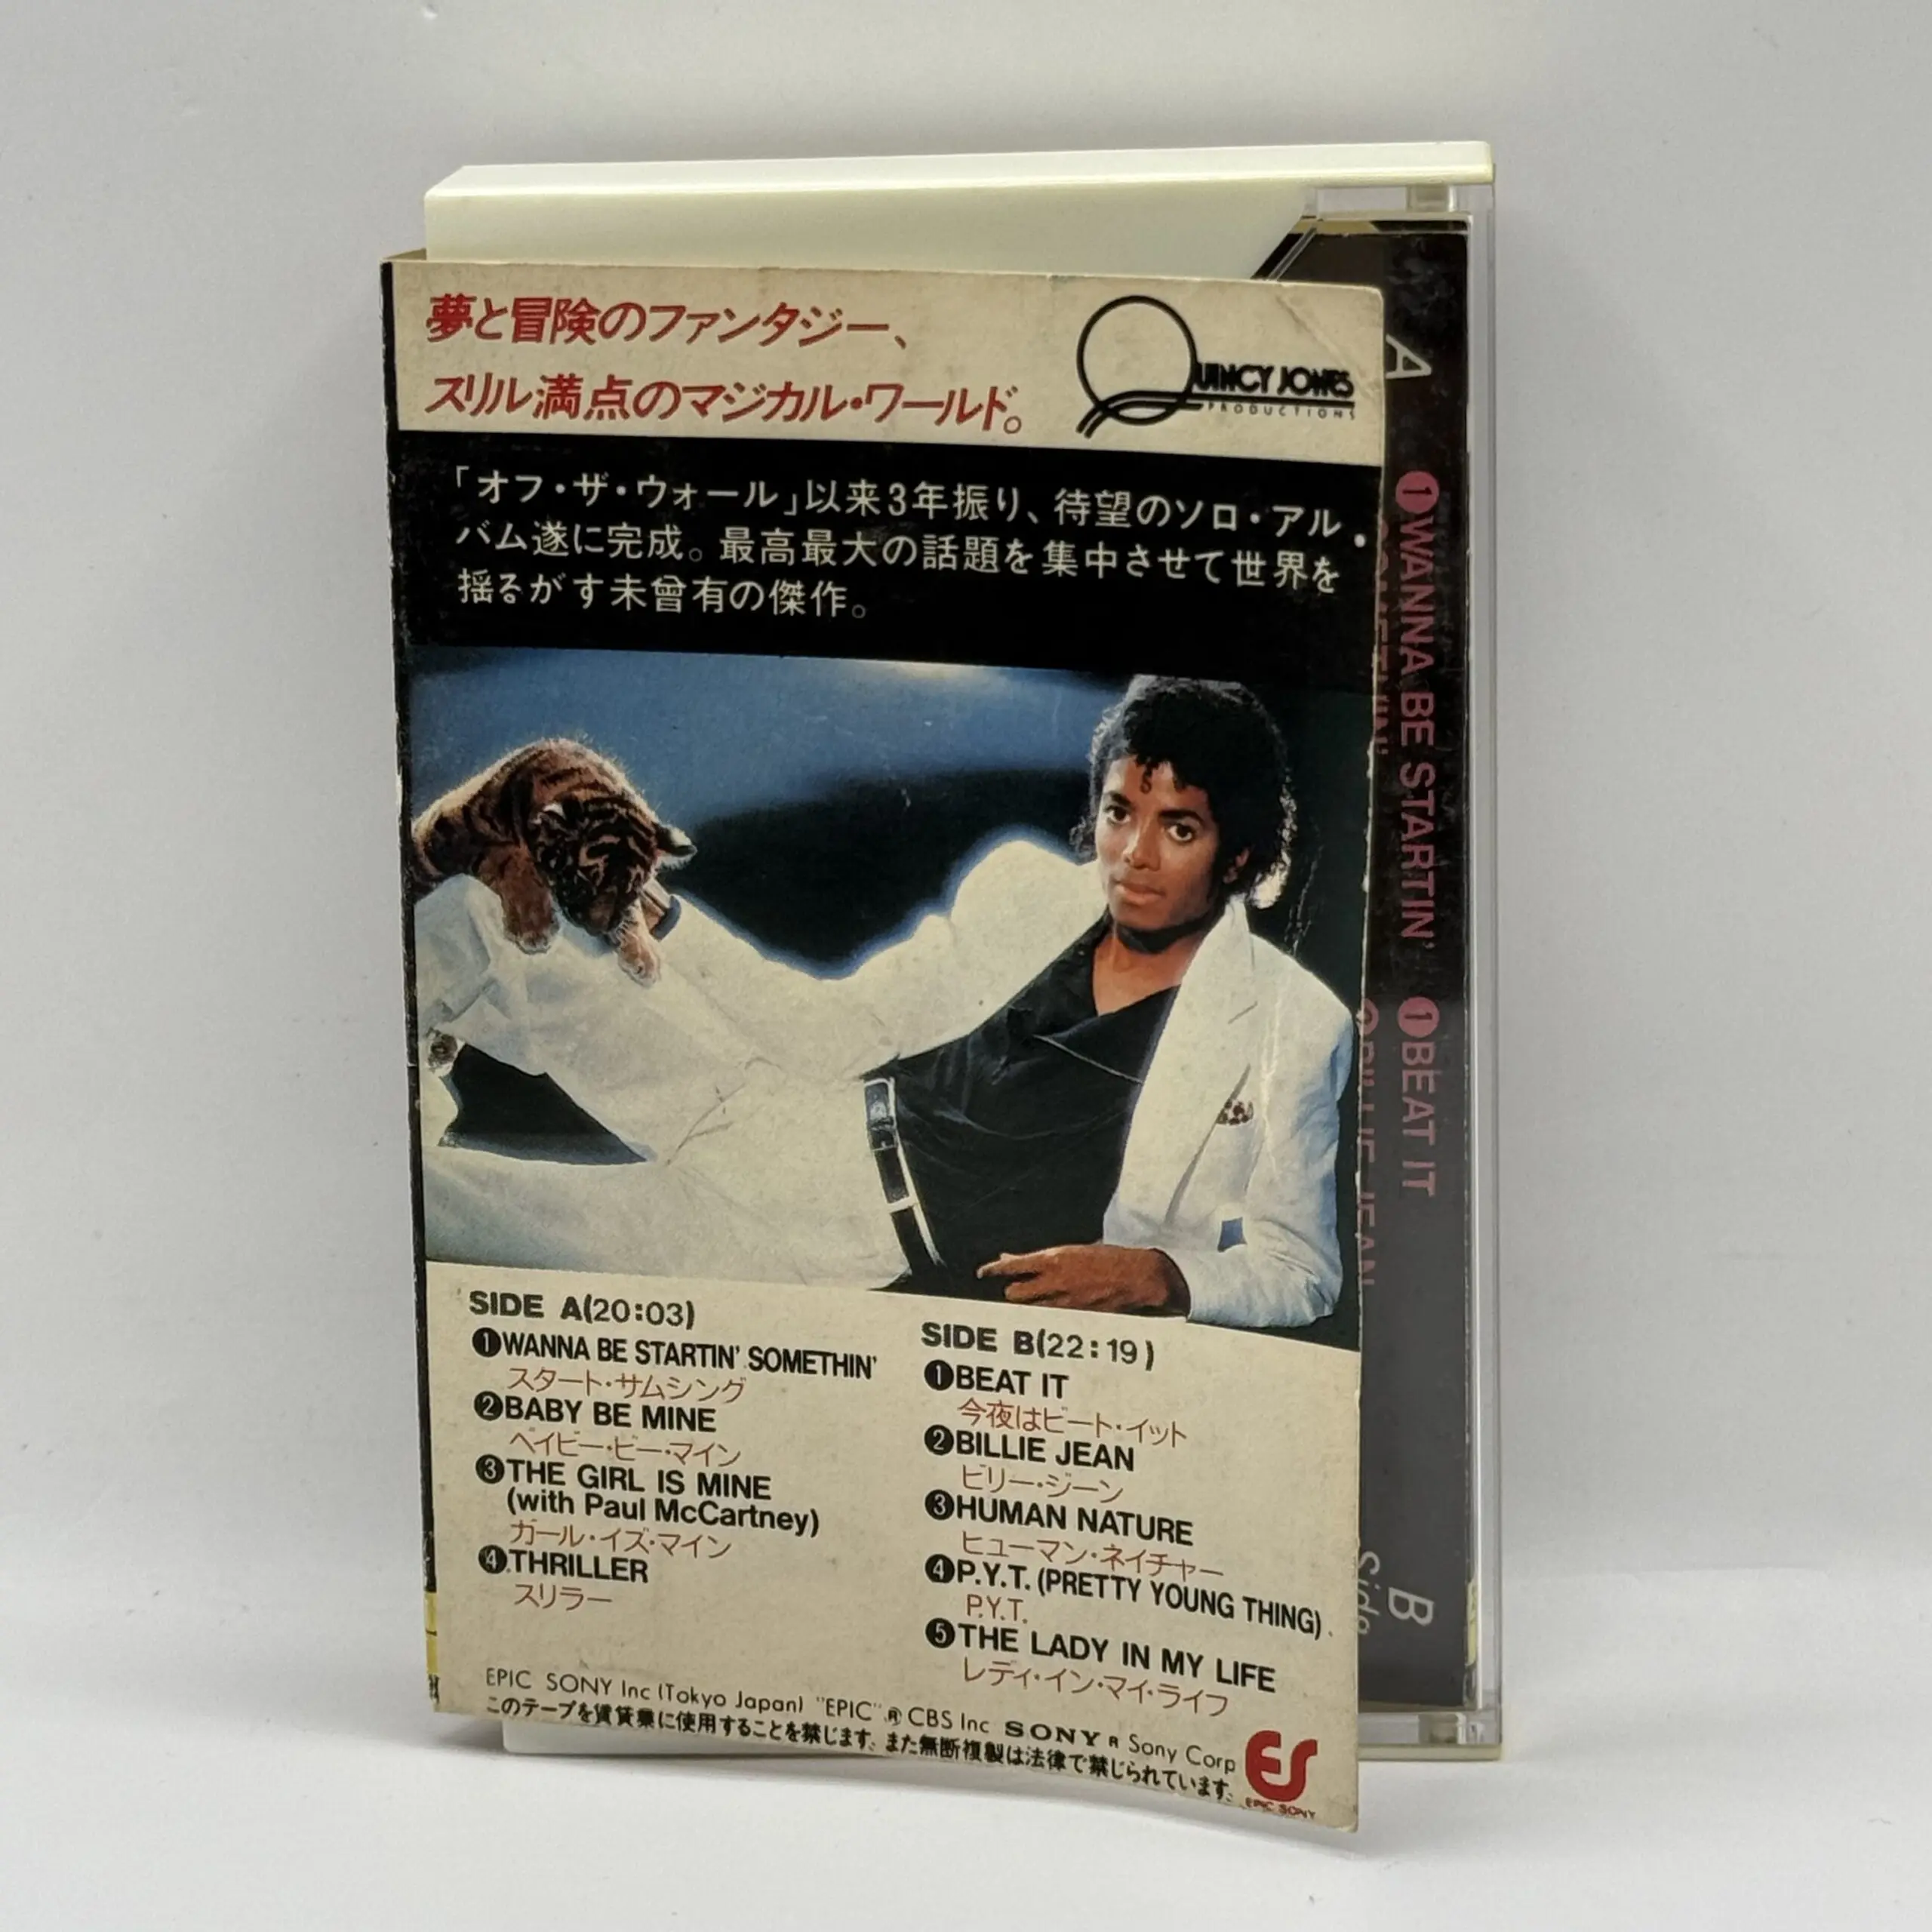 夢と冒険のファンタジー、
スリル満点のマジカル・ワールド。
QUINCY JONES
PRODUCTIONS
「オフ・ザ・ウォール」以来3年振り、待望のソロ・アル
バム遂に完成。最高最大の話題を集中させて世界を
揺るがす未曾有の傑作。
SIDE A(20:03)
❶WANNA BE STARTIN' SOMETHIN'
スタート・サムシング
❷BABY BE MINE
ベイビー・ビー・マイン
❸THE GIRL IS MINE
(with Paul McCartney)
ガール・イズ・マイン
❹THRILLER
スリラー
SIDE B(22:19)
❶BEAT IT
今夜はビート・イット
❷BILLIE JEAN
ビリー・ジーン
❸HUMAN NATURE
ヒューマン・ネイチャー
❹P.Y.T. (PRETTY YOUNG THING)
P.Y.T.
❺THE LADY IN MY LIFE
レディ・イン・マイ・ライフ
EPIC SONY Inc (Tokyo Japan) "EPIC" ® CBS Inc SONY ® Sony Corp
このテープを賃貸業に使用することを禁じます。また無断複製は法律で禁じられています。
ES
EPIC SONY
A
❶WANNA BE STARTIN'
❶BEAT IT
BILLIE JEAN
B
Side